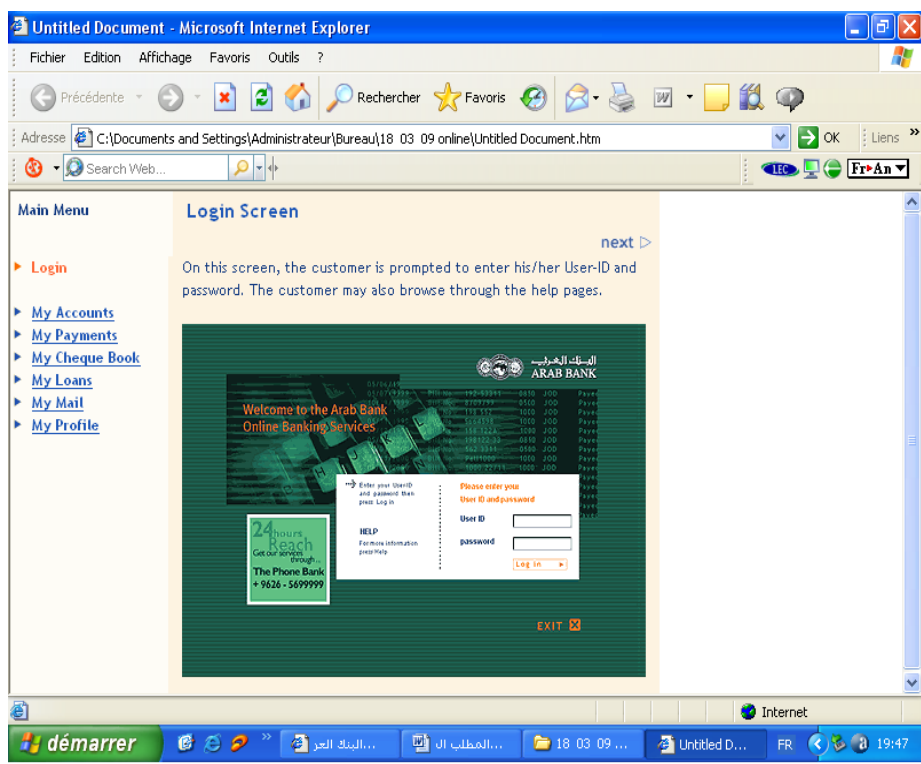 Untitled Document - Microsoft Internet Explorer
Fichier Edition Affichage Favoris Outils ?
Précédente Rechercher Favoris
Adresse C:\Documents and Settings\Administrateur\Bureau\18 03 09 online\Untitled Document.htm OK Liens »
Search Web... LEC Fr▸An
Main Menu
Login
My Accounts
My Payments
My Cheque Book
My Loans
My Mail
My Profile
Login Screen
next
On this screen, the customer is prompted to enter his/her User-ID and
password. The customer may also browse through the help pages.
البنك العربي
ARAB BANK
Welcome to the Arab Bank
Online Banking Services
Enter your UserID
and password then
press Log in
HELP
For more information
press Help.
Please enter your
User ID and password
User ID
password
Log in
24 hours
Reach
Get our services
through...
The Phone Bank
+ 9626 - 5699999
EXIT
Internet
démarrer » البنك العر... المطلب ال... 18 03 09 ... Untitled D... FR 19:47